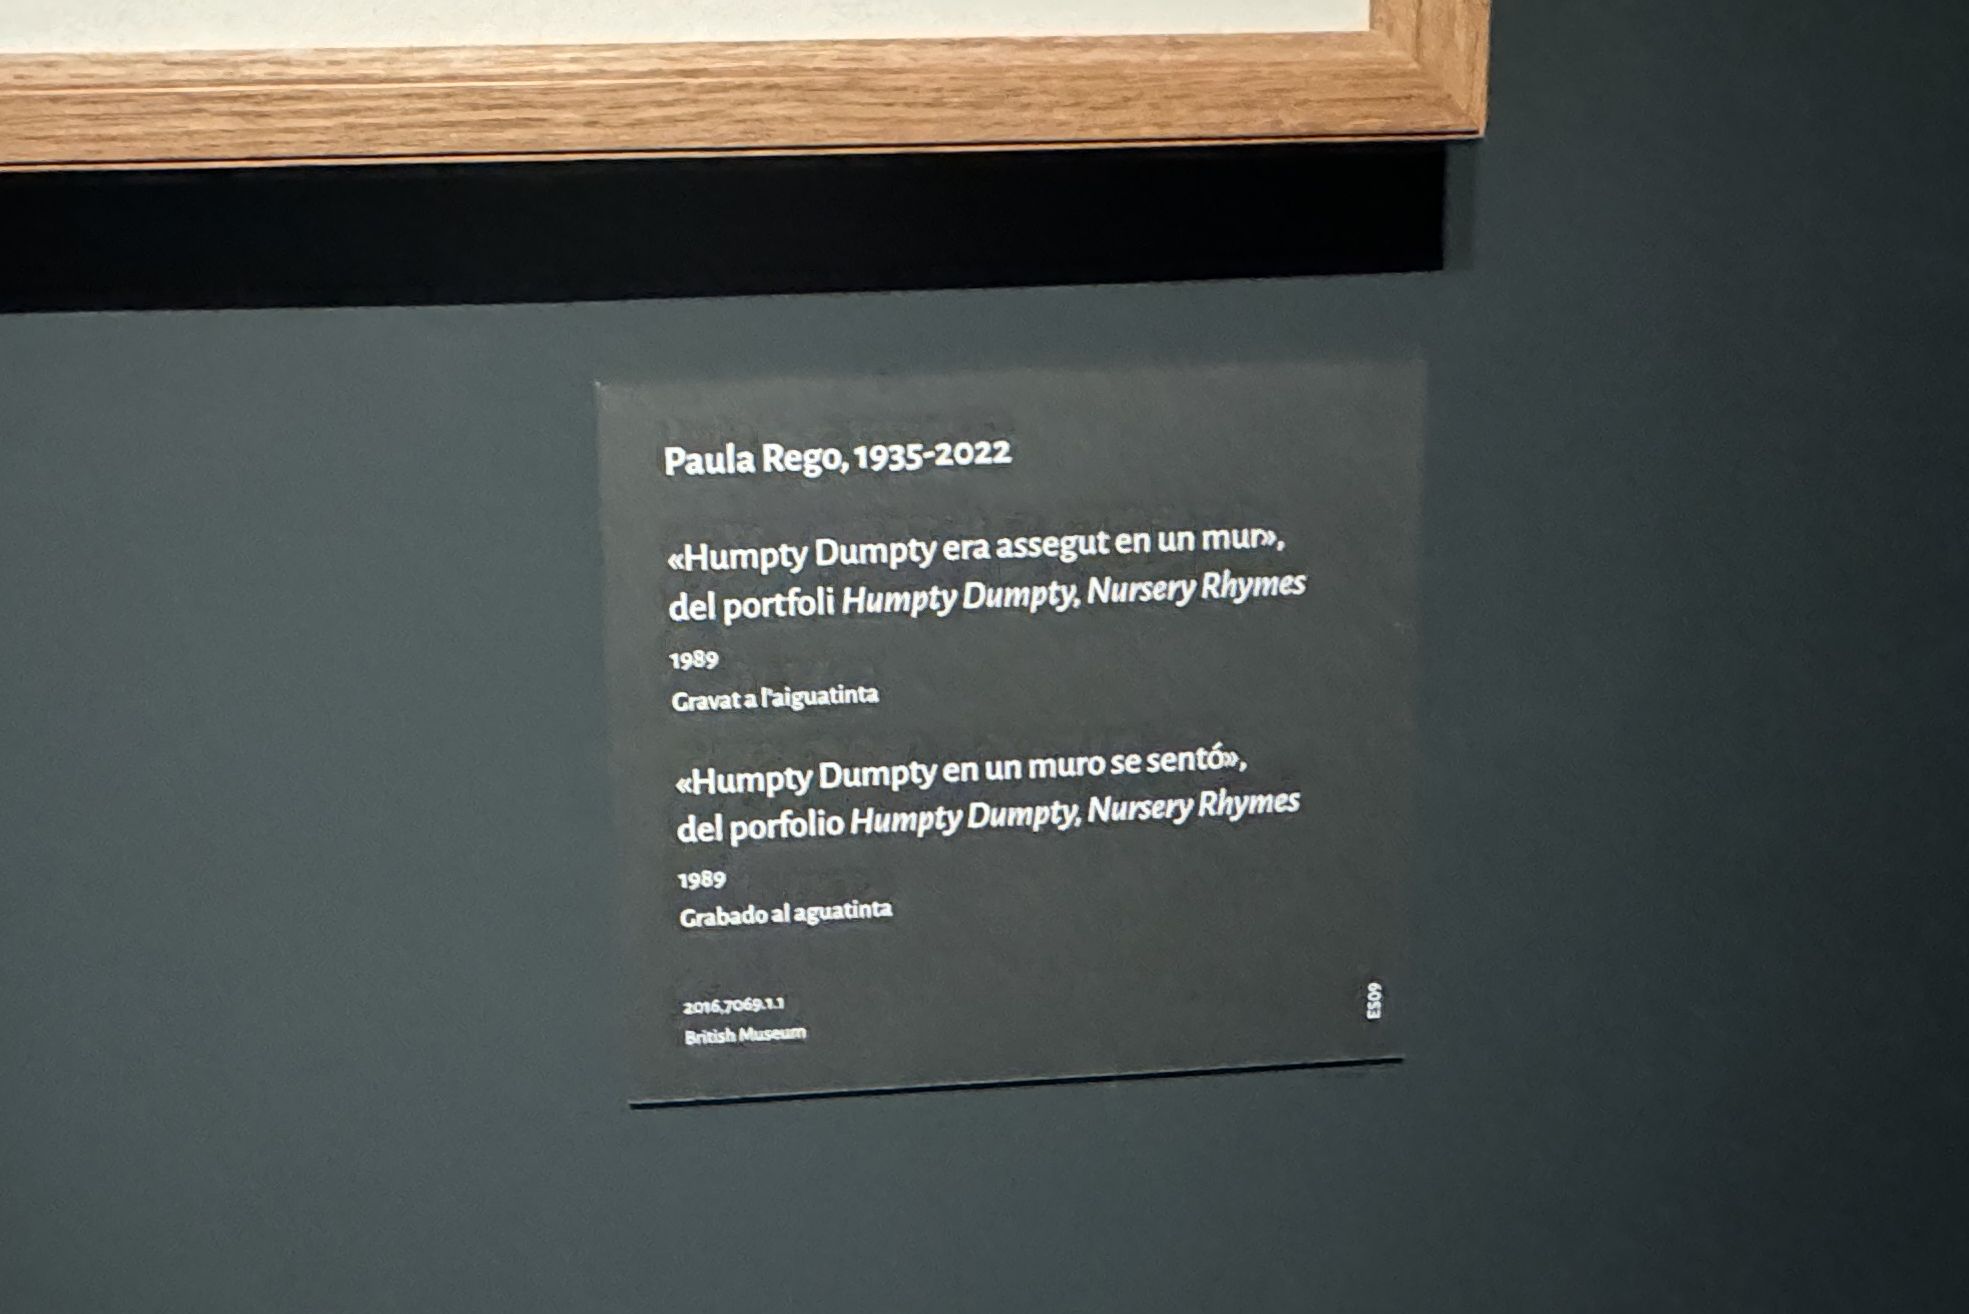 Paula Rego, 1935-2022
«Humpty Dumpty era assegut en un mur»,
del portfoli Humpty Dumpty, Nursery Rhymes
1989
Gravat a l'aiguatinta
«Humpty Dumpty en un muro se sentó»,
del porfolio Humpty Dumpty, Nursery Rhymes
1989
Grabado al aguatinta
2016,7069.1.1
British Museum